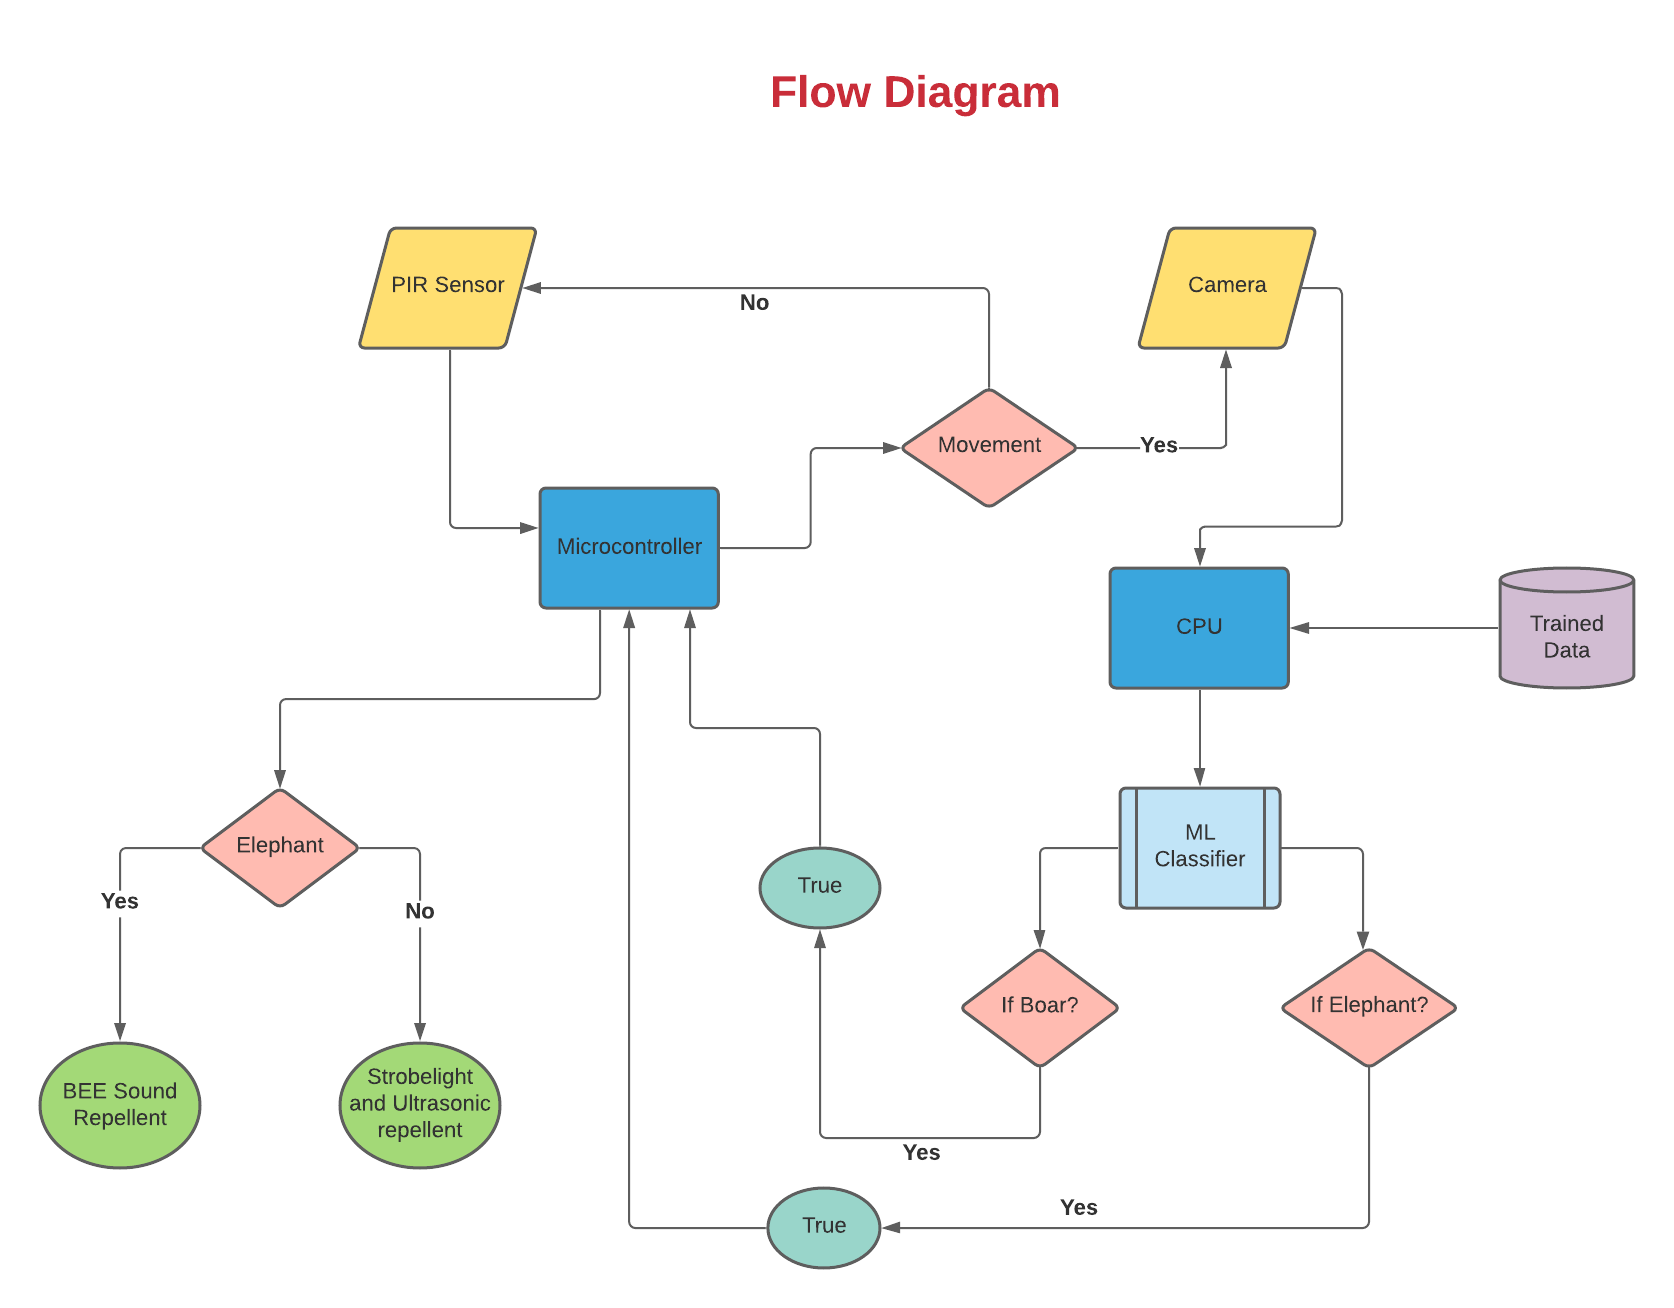 Flow Diagram
PIR Sensor
Camera
No
Movement
Yes
Microcontroller
CPU
Trained
Data
ML
Classifier
Elephant
True
Yes
No
If Boar?
If Elephant?
BEE Sound
Repellent
Strobelight
and Ultrasonic
repellent
Yes
Yes
True